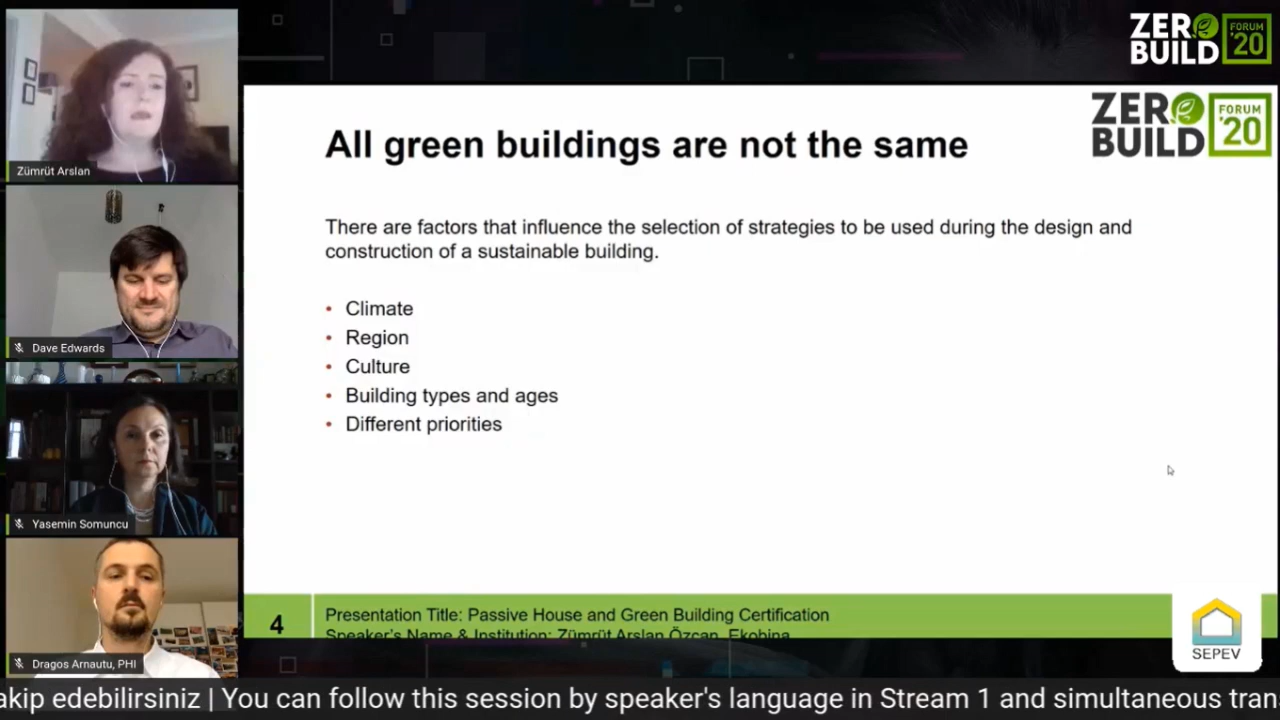 Zümrüt Arslan
Dave Edwards
Yasemin Somuncu
Dragos Arnautu, PHI
ZERO
BUILD
FORUM
'20
ZERO
BUILD
FORUM
'20
All green buildings are not the same
There are factors that influence the selection of strategies to be used during the design and
construction of a sustainable building.
• Climate
• Region
• Culture
• Building types and ages
• Different priorities
4
Presentation Title: Passive House and Green Building Certification
Speaker's Name & Institution: Zümrüt Arslan Özcan, Ekobina
SEPEV
akip edebilirsiniz | You can follow this session by speaker's language in Stream 1 and simultaneous tran